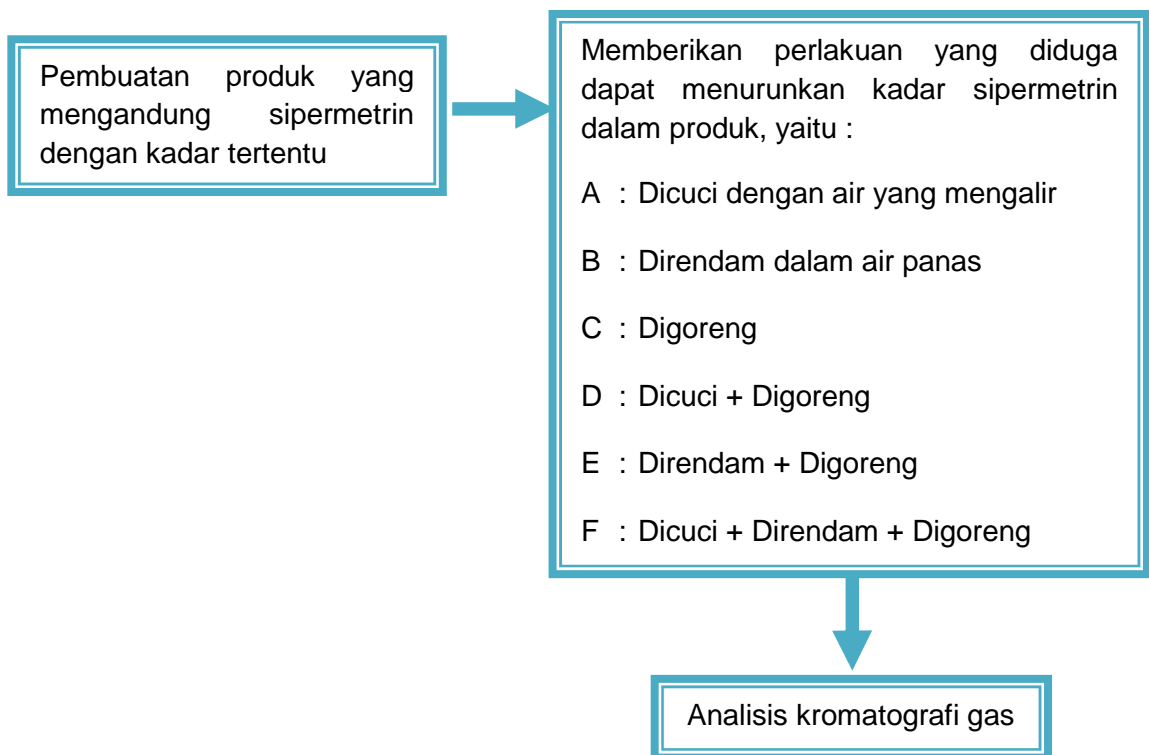 Pembuatan produk yang
mengandung sipermetrin
dengan kadar tertentu
Memberikan perlakuan yang diduga
dapat menurunkan kadar sipermetrin
dalam produk, yaitu :
A : Dicuci dengan air yang mengalir
B : Direndam dalam air panas
C : Digoreng
D : Dicuci + Digoreng
E : Direndam + Digoreng
F : Dicuci + Direndam + Digoreng
Analisis kromatografi gas